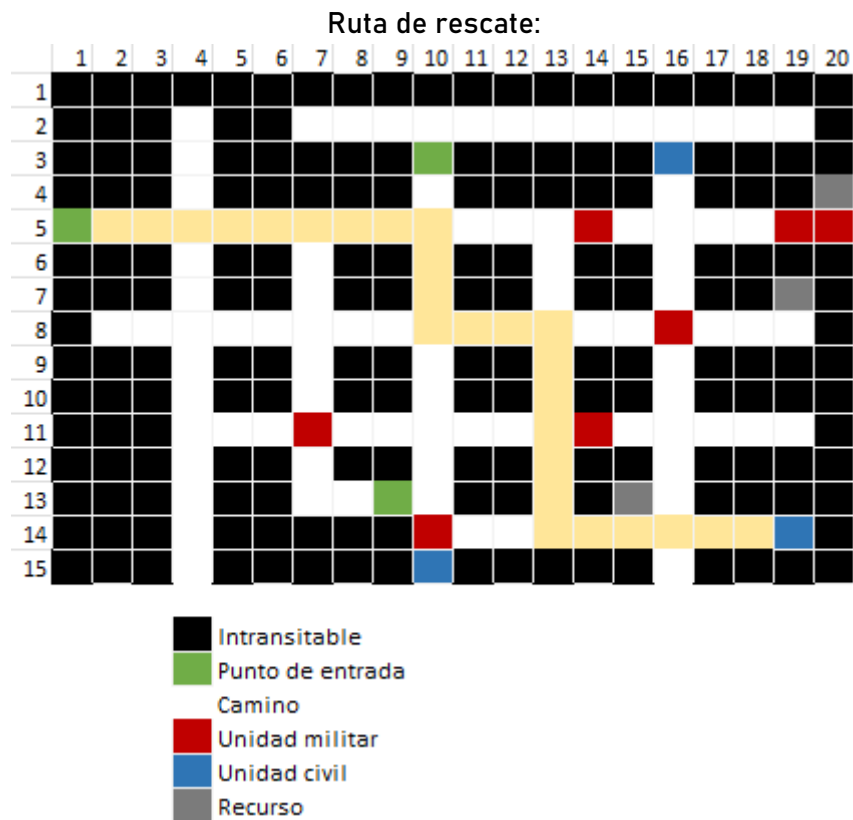 Ruta de rescate:
1 2 3 4 5 6 7 8 9 10 11 12 13 14 15 16 17 18 19 20
1
2
3
4
5
6
7
8
9
10
11
12
13
14
15
Intransitable
Punto de entrada
Camino
Unidad militar
Unidad civil
Recurso